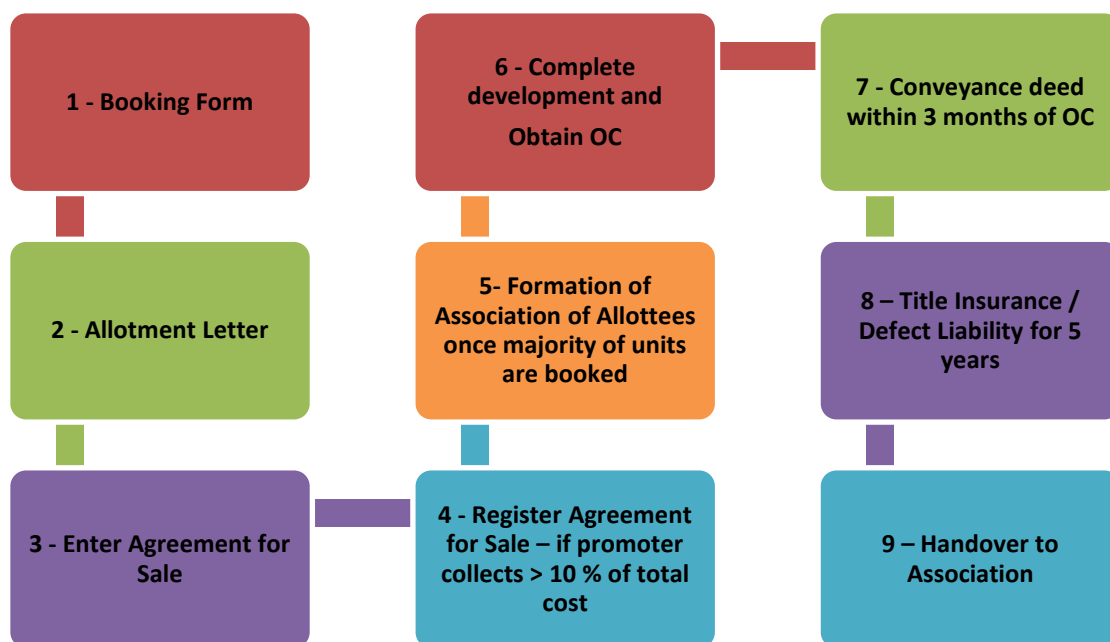 1 - Booking Form
2 - Allotment Letter
3 - Enter Agreement for
Sale
4 - Register Agreement
for Sale – if promoter
collects > 10 % of total
cost
5- Formation of
Association of Allottees
once majority of units
are booked
6 - Complete
development and
Obtain OC
7 - Conveyance deed
within 3 months of OC
8 – Title Insurance /
Defect Liability for 5
years
9 – Handover to
Association